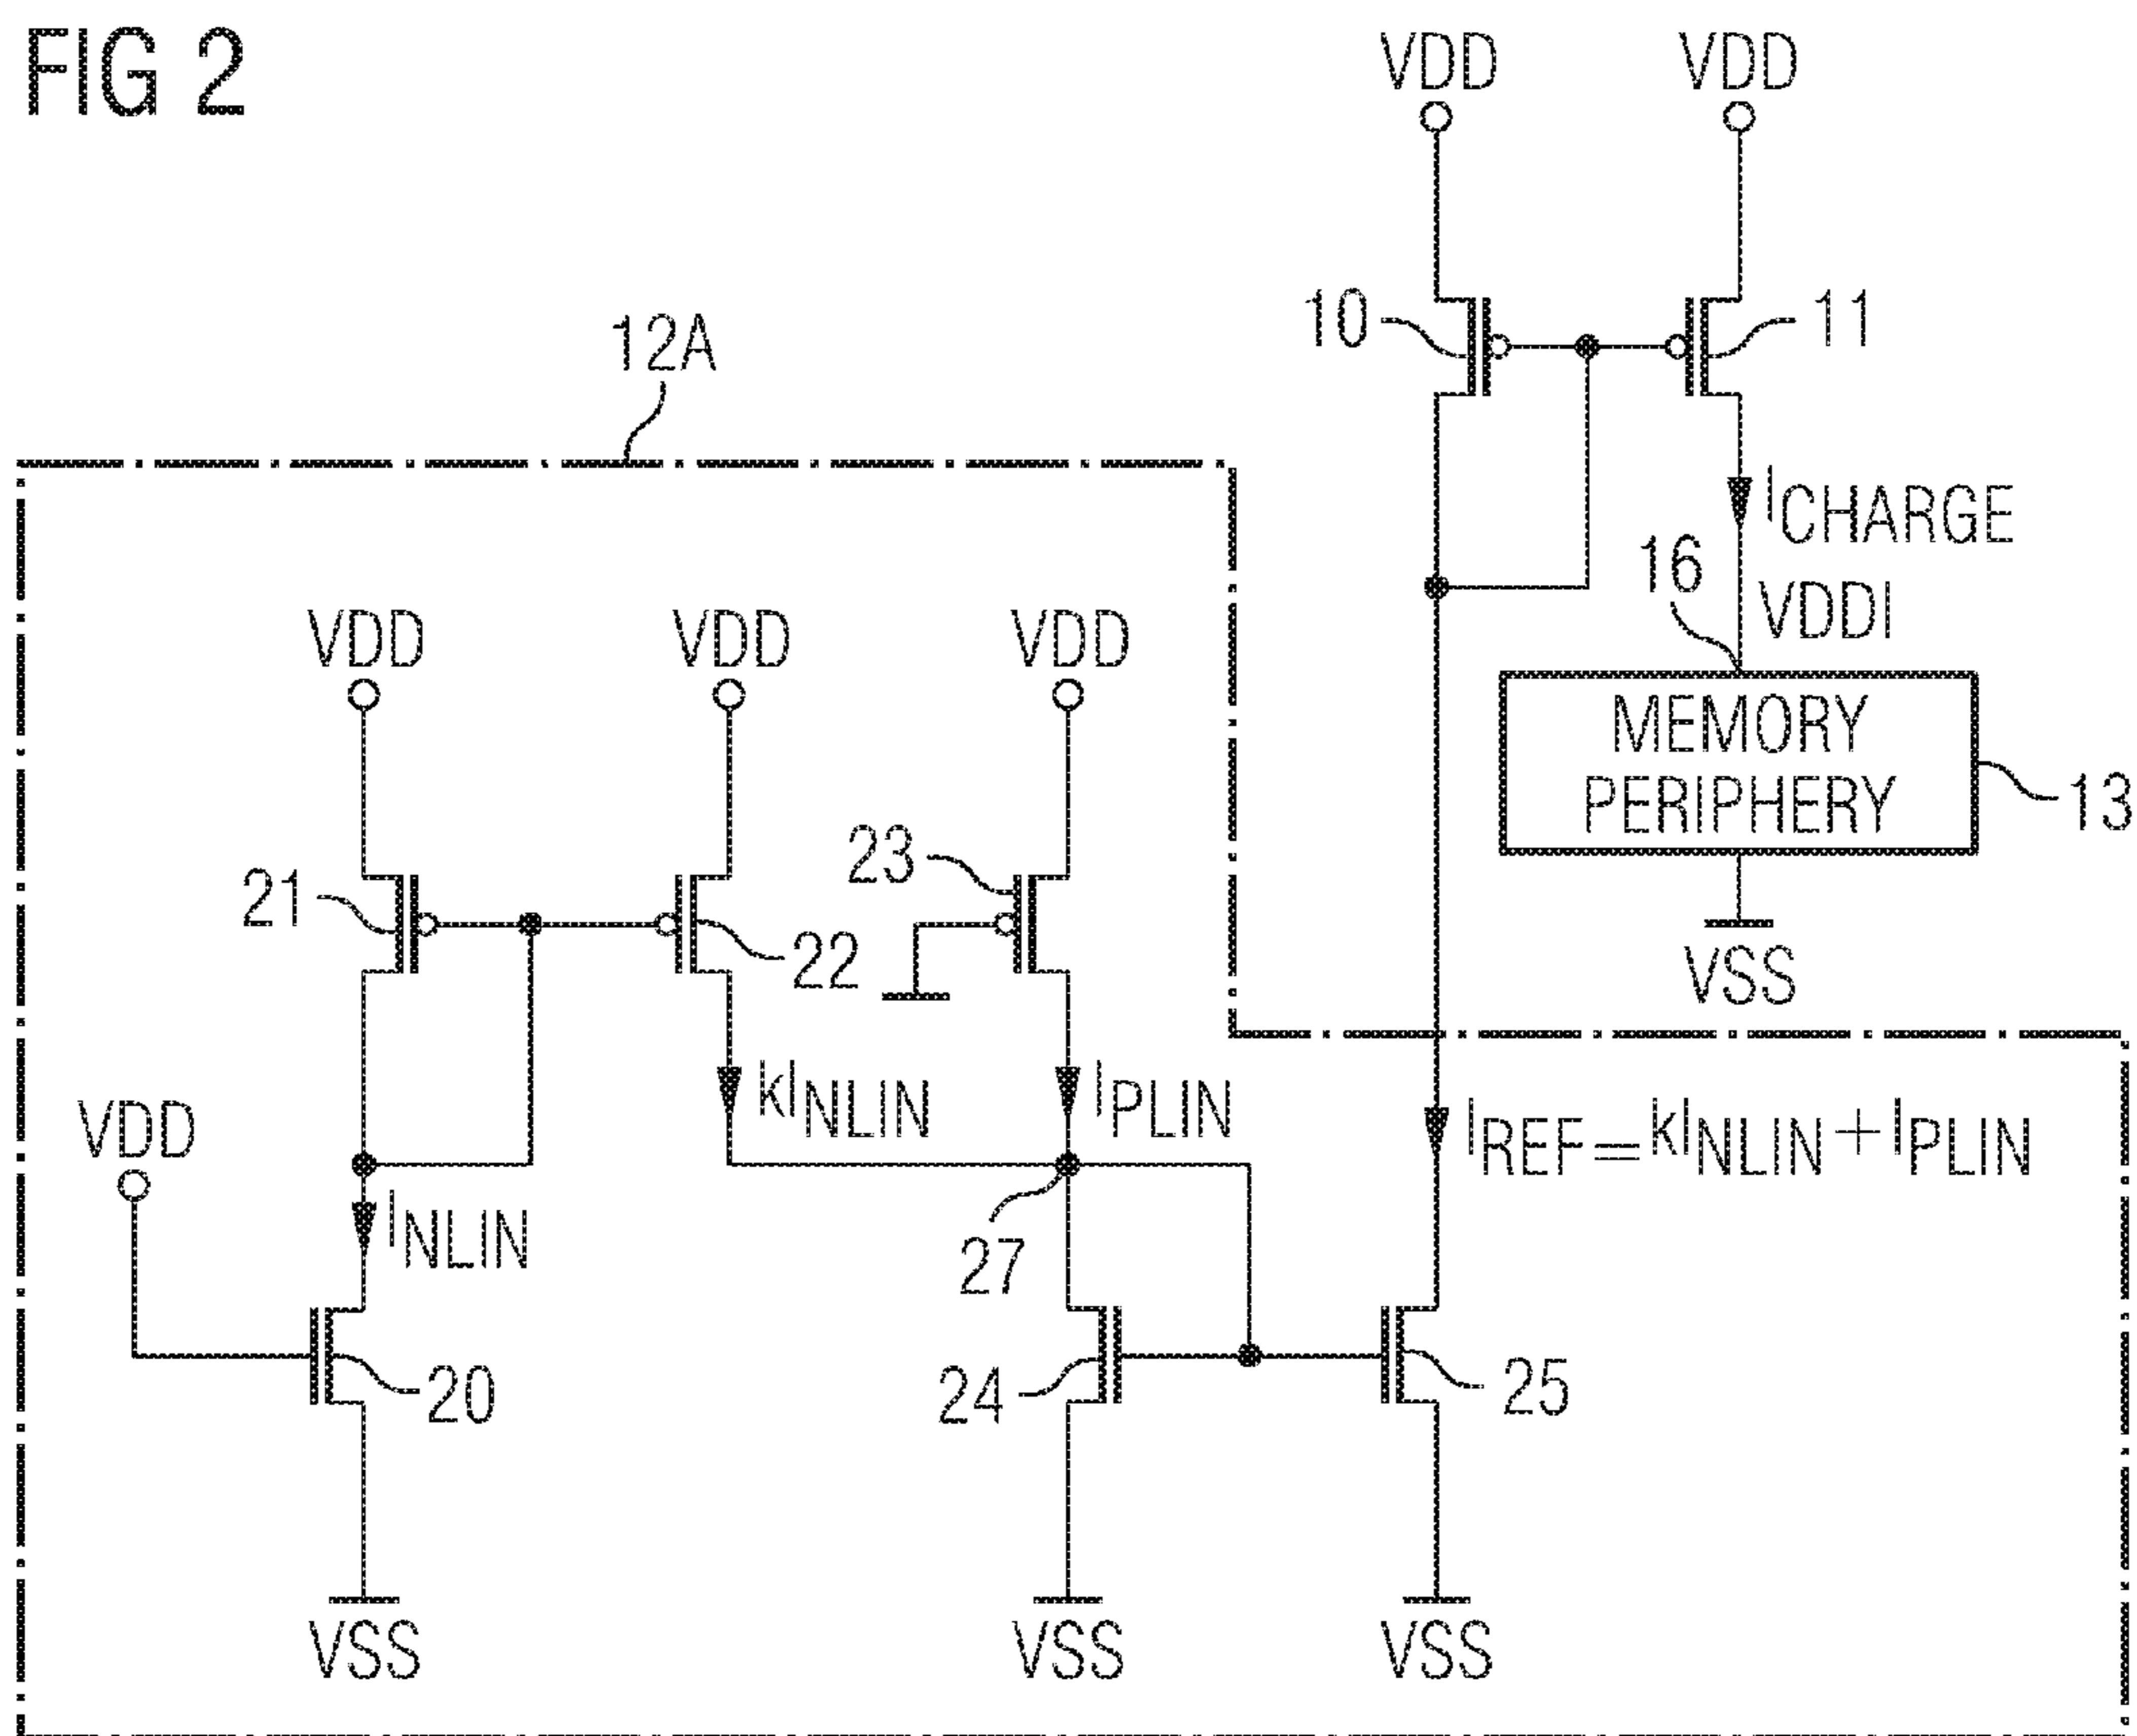 FIG 2
VDD
VDD
10
11
12A
ICHARGE
16
VDDI
VDD
VDD
VDD
MEMORY
PERIPHERY
13
23
21
22
VSS
kINLIN
IPLIN
VDD
IREF=kINLIN+IPLIN
INLIN
27
20
24
25
VSS
VSS
VSS